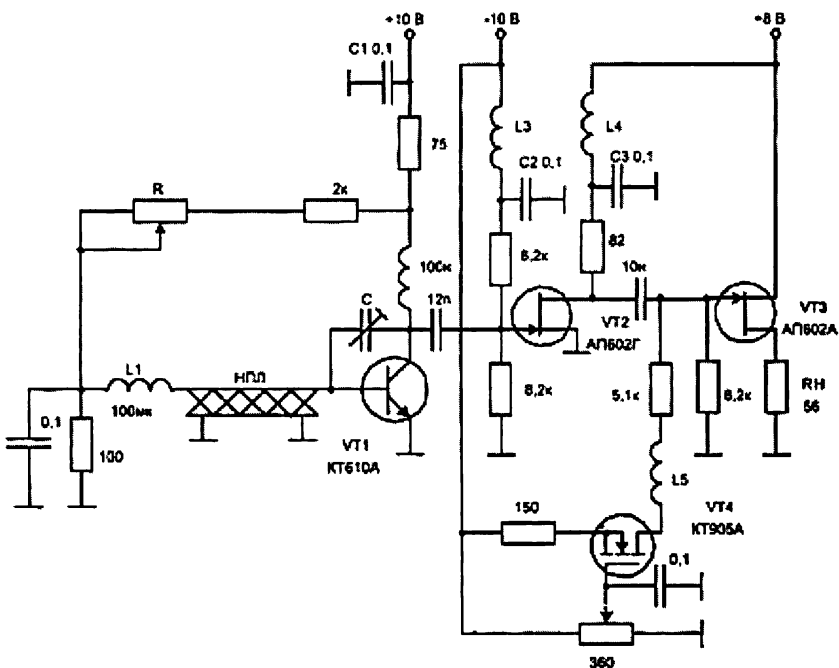 +10 В
-10 В
+8 В
C1 0,1
75
L3
L4
C2 0,1
C3 0,1
R
2к
100н
8,2к
82
10н
C
12п
VT2
АП602Г
VT3
АП602А
L1
100мк
НПЛ
VT1
КТ610А
0,1
100
8,2к
5,1к
8,2к
RH
56
L5
150
VT4
КТ905А
0,1
360